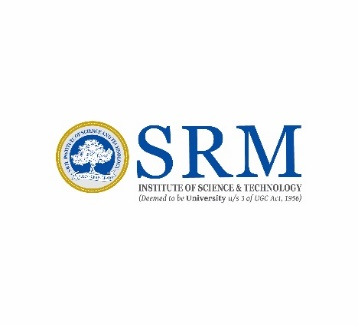 SRM
INSTITUTE OF SCIENCE & TECHNOLOGY
(Deemed to be University u/s 3 of UGC Act, 1956)